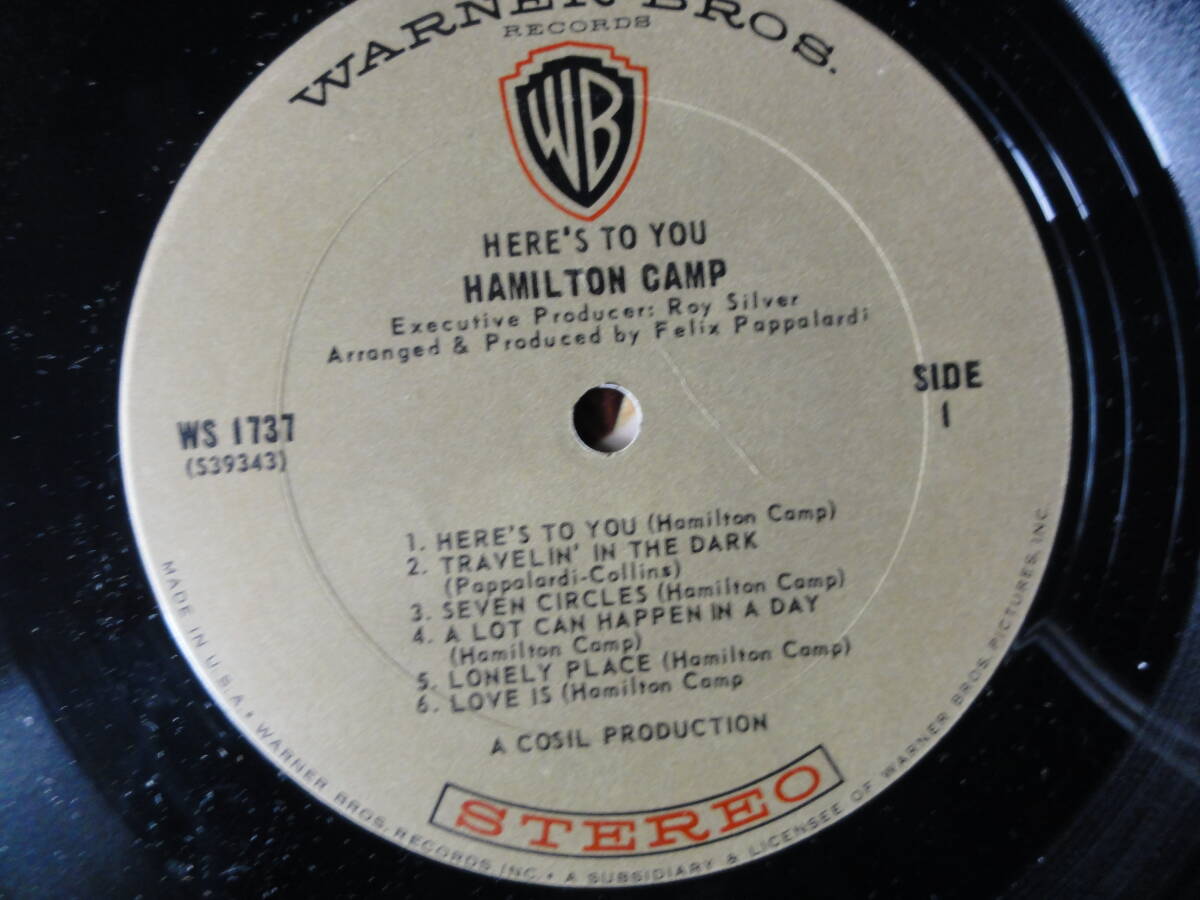 WARNER BROS.
RECORDS
WB
HERE'S TO YOU
HAMILTON CAMP
Executive Producer: Roy Silver
Arranged & Produced by Felix Pappalardi
SIDE
1
WS 1737
(S39343)
1. HERE'S TO YOU (Hamilton Camp)
2. TRAVELIN' IN THE DARK
(Pappalardi-Collins)
3. SEVEN CIRCLES (Hamilton Camp)
4. A LOT CAN HAPPEN IN A DAY
(Hamilton Camp)
5. LONELY PLACE (Hamilton Camp)
6. LOVE IS (Hamilton Camp
A COSIL PRODUCTION
STEREO
MADE IN U.S.A. • WARNER BROS. RECORDS INC. • A SUBSIDIARY & LICENSEE OF WARNER BROS. PICTURES, INC.